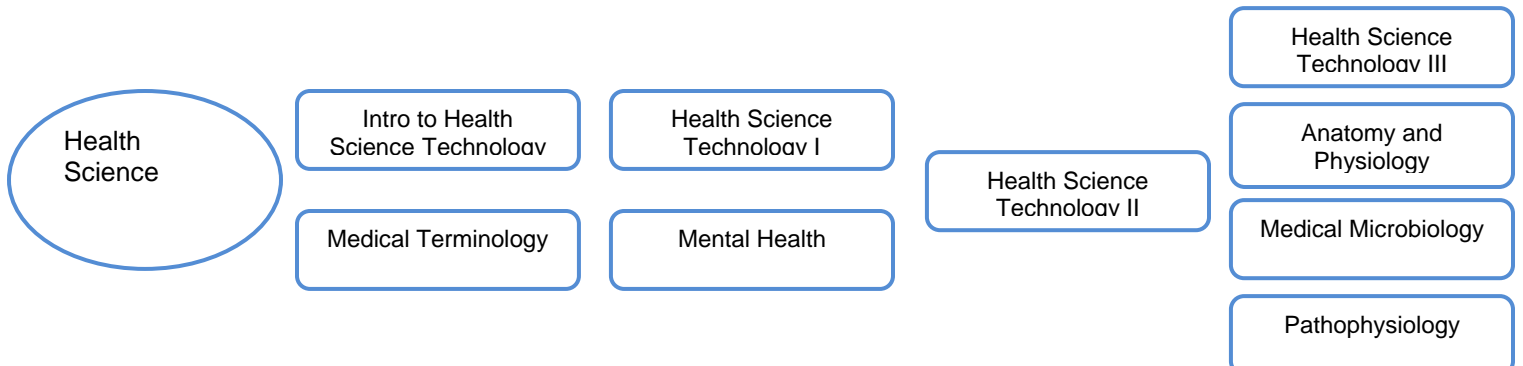 Health
Science
Intro to Health
Science Technology
Medical Terminology
Health Science
Technology I
Mental Health
Health Science
Technology II
Health Science
Technology III
Anatomy and
Physiology
Medical Microbiology
Pathophysiology